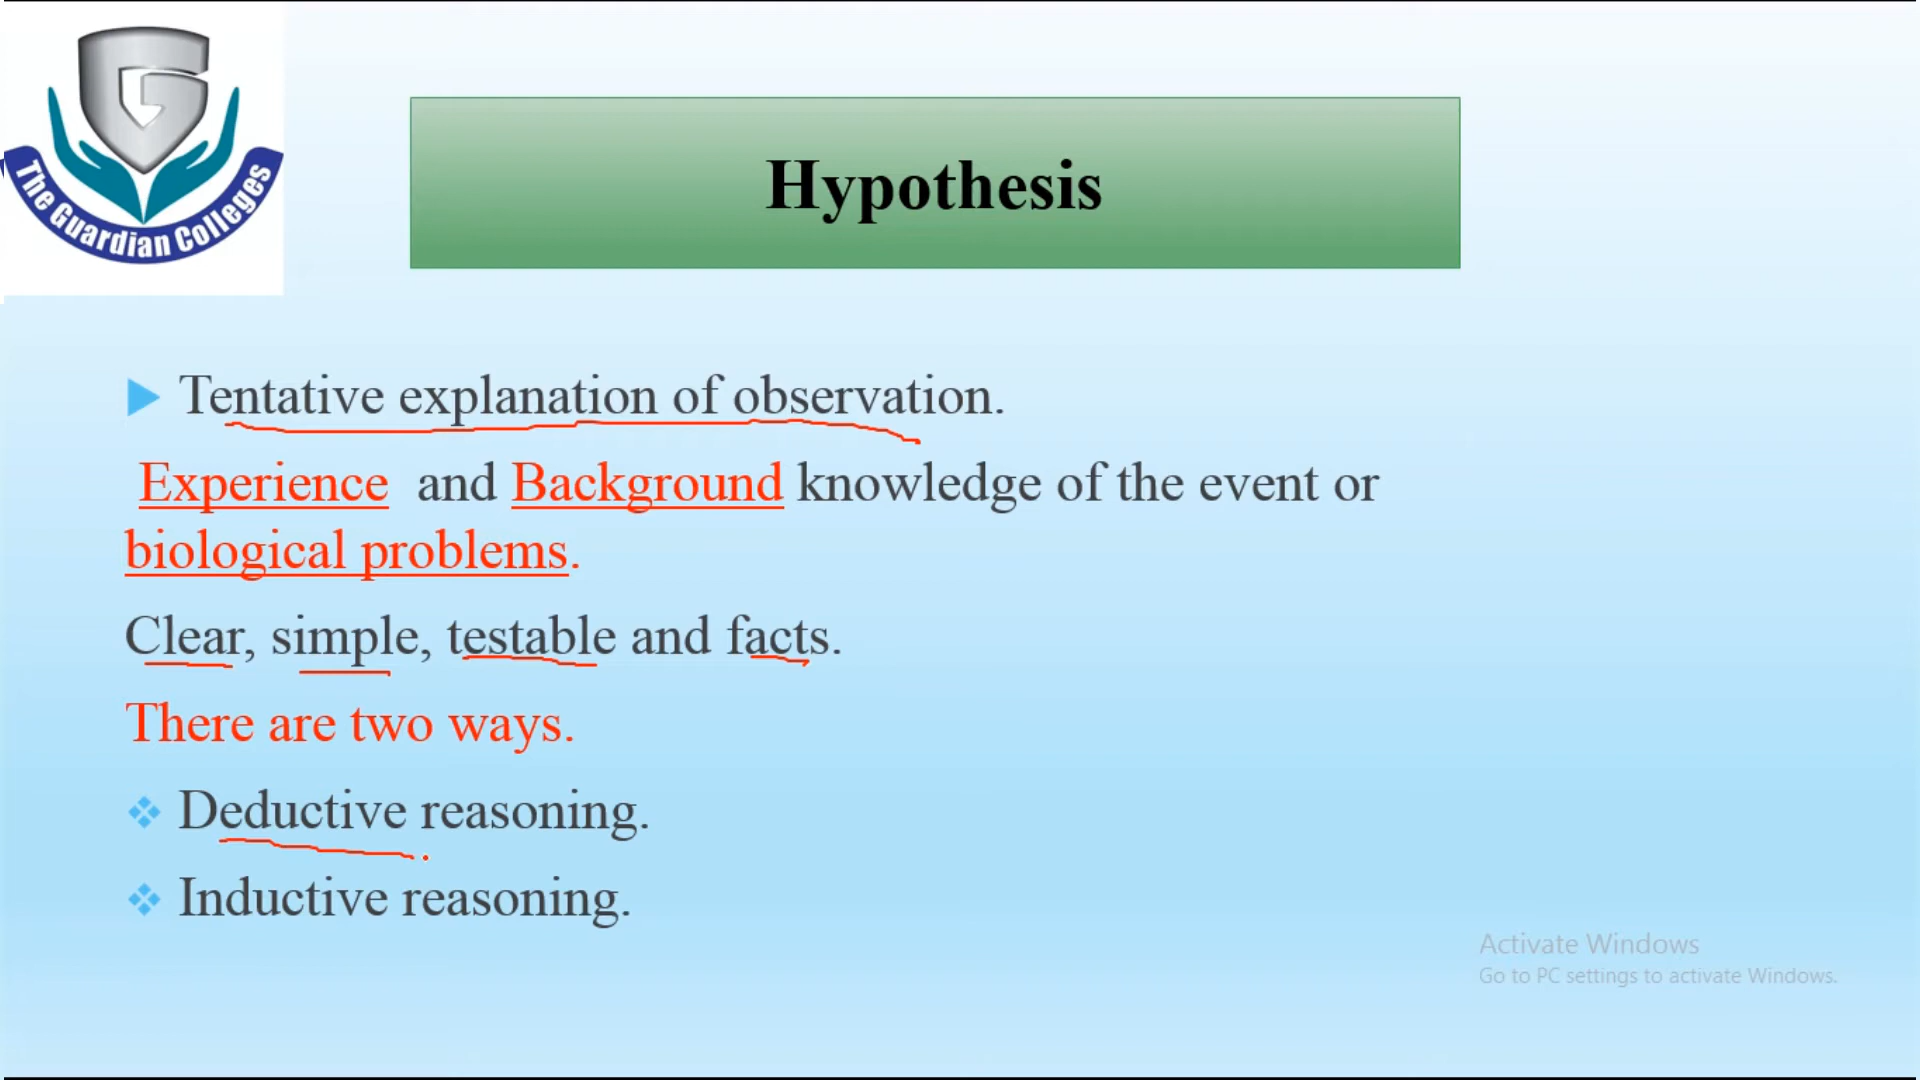 The Guardian Colleges
Hypothesis
Tentative explanation of observation.
Experience and Background knowledge of the event or
biological problems.
Clear, simple, testable and facts.
There are two ways.
Deductive reasoning.
Inductive reasoning.
Activate Windows
Go to PC settings to activate Windows.